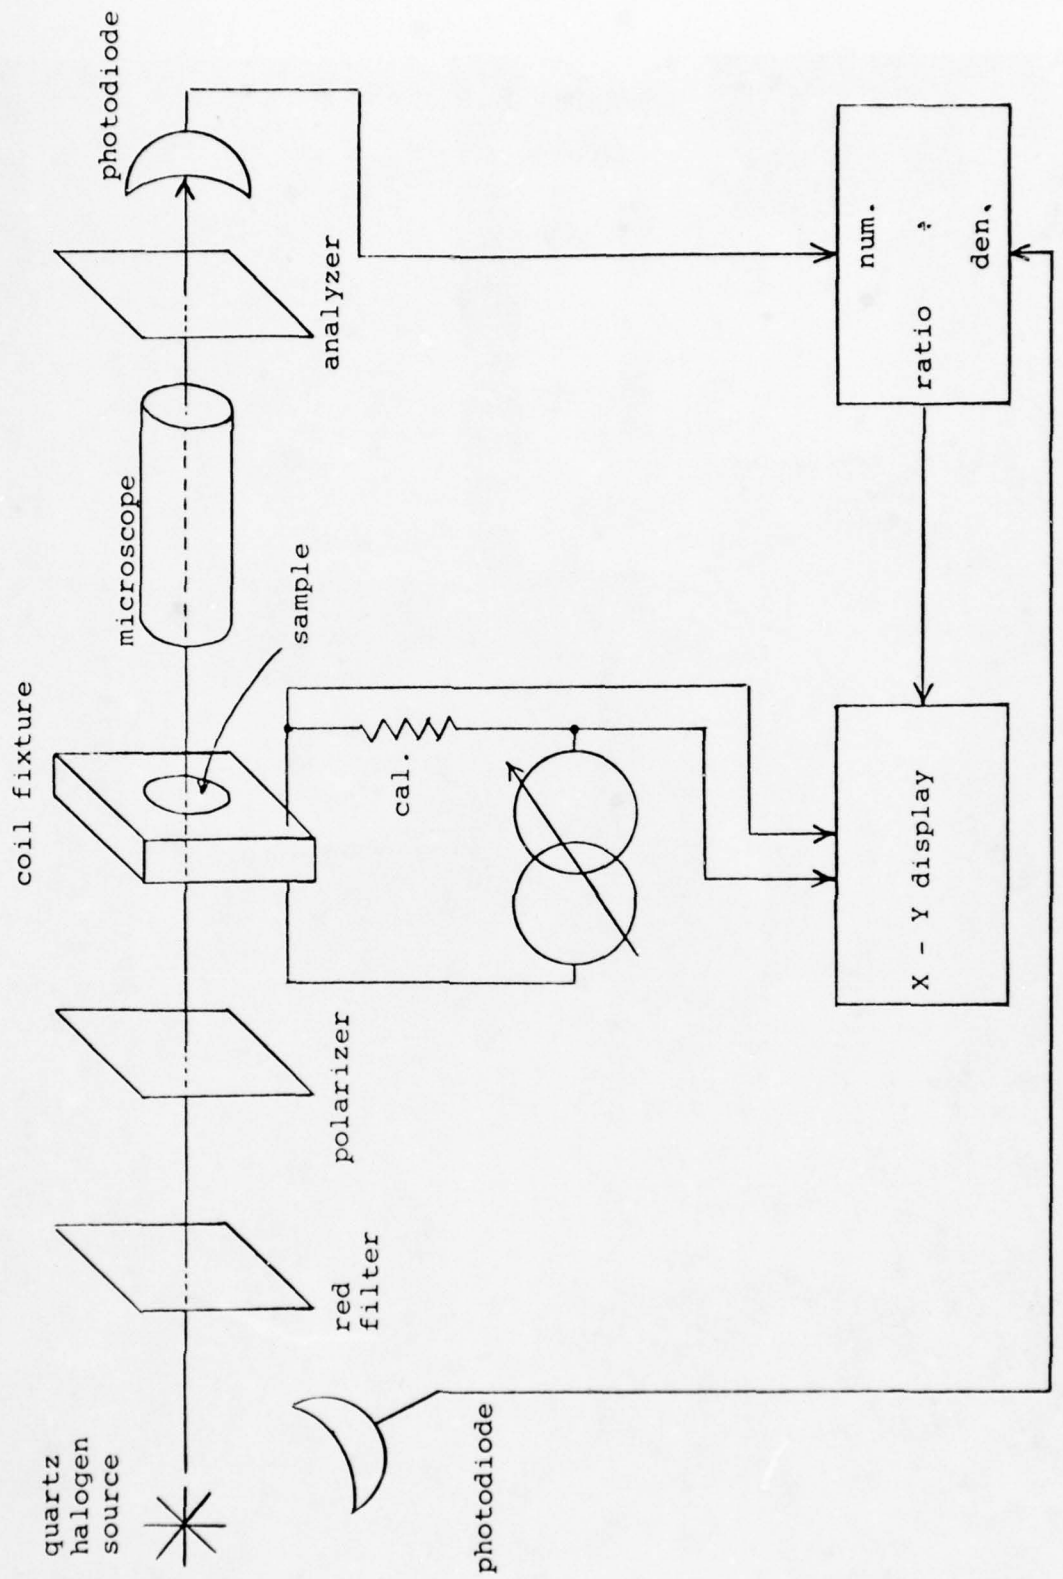 quartz
halogen
source
red
filter
polarizer
coil fixture
sample
microscope
analyzer
photodiode
photodiode
cal.
X - Y display
num.
ratio ÷
den.